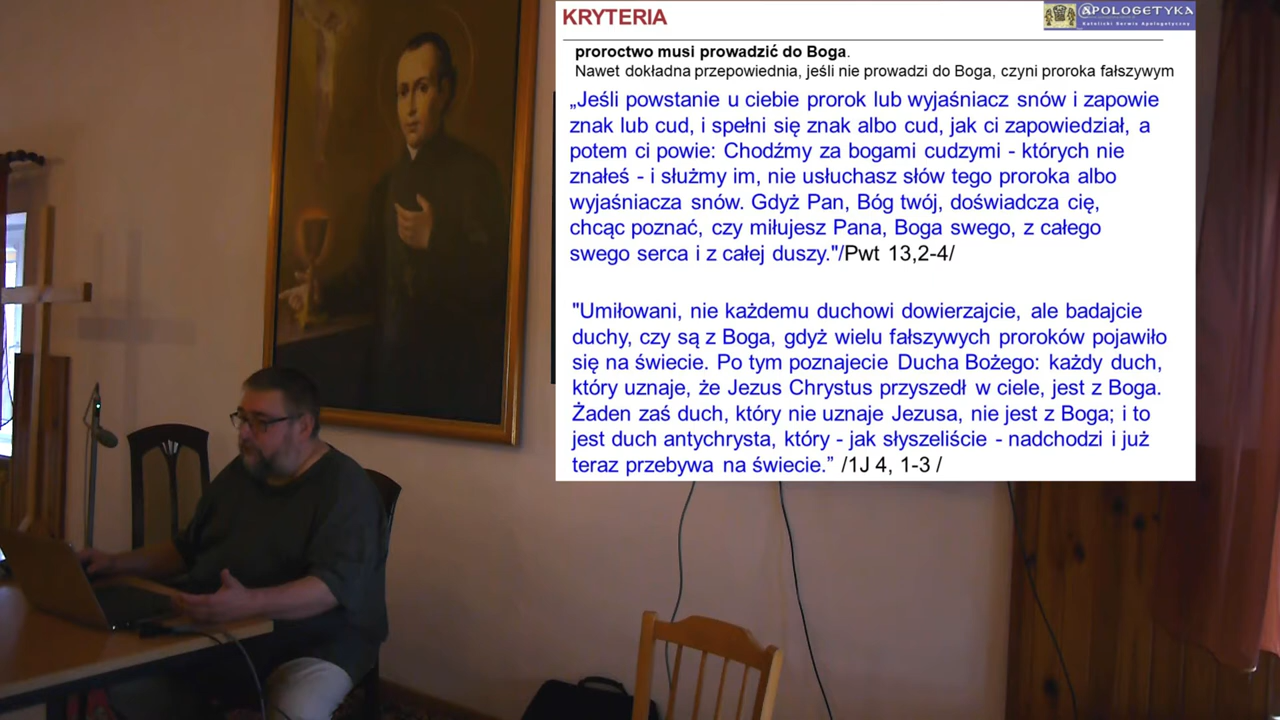 KRYTERIA
APOLOGETYKA
Katolicki Serwis Apologetyczny
proroctwo musi prowadzić do Boga.
Nawet dokładna przepowiednia, jeśli nie prowadzi do Boga, czyni proroka fałszywym
„Jeśli powstanie u ciebie prorok lub wyjaśniacz snów i zapowie
znak lub cud, i spełni się znak albo cud, jak ci zapowiedział, a
potem ci powie: Chodźmy za bogami cudzymi - których nie
znałeś - i służmy im, nie usłuchasz słów tego proroka albo
wyjaśniacza snów. Gdyż Pan, Bóg twój, doświadcza cię,
chcąc poznać, czy miłujesz Pana, Boga swego, z całego
swego serca i z całej duszy."/Pwt 13,2-4/
"Umiłowani, nie każdemu duchowi dowierzajcie, ale badajcie
duchy, czy są z Boga, gdyż wielu fałszywych proroków pojawiło
się na świecie. Po tym poznajecie Ducha Bożego: każdy duch,
który uznaje, że Jezus Chrystus przyszedł w ciele, jest z Boga.
Żaden zaś duch, który nie uznaje Jezusa, nie jest z Boga; i to
jest duch antychrysta, który - jak słyszeliście - nadchodzi i już
teraz przebywa na świecie.” /1J 4, 1-3 /